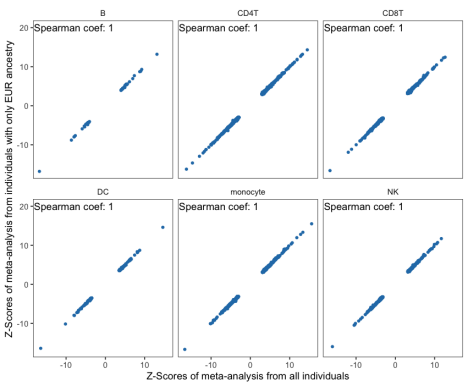 B
CD4T
CD8T
Spearman coef: 1
Spearman coef: 1
Spearman coef: 1
20
10
0
-10
DC
monocyte
NK
Spearman coef: 1
Spearman coef: 1
Spearman coef: 1
20
10
0
-10
-10
0
10
-10
0
10
-10
0
10
Z-Scores of meta-analysis from all individuals
Z-Scores of meta-analysis from individuals with only EUR ancestry